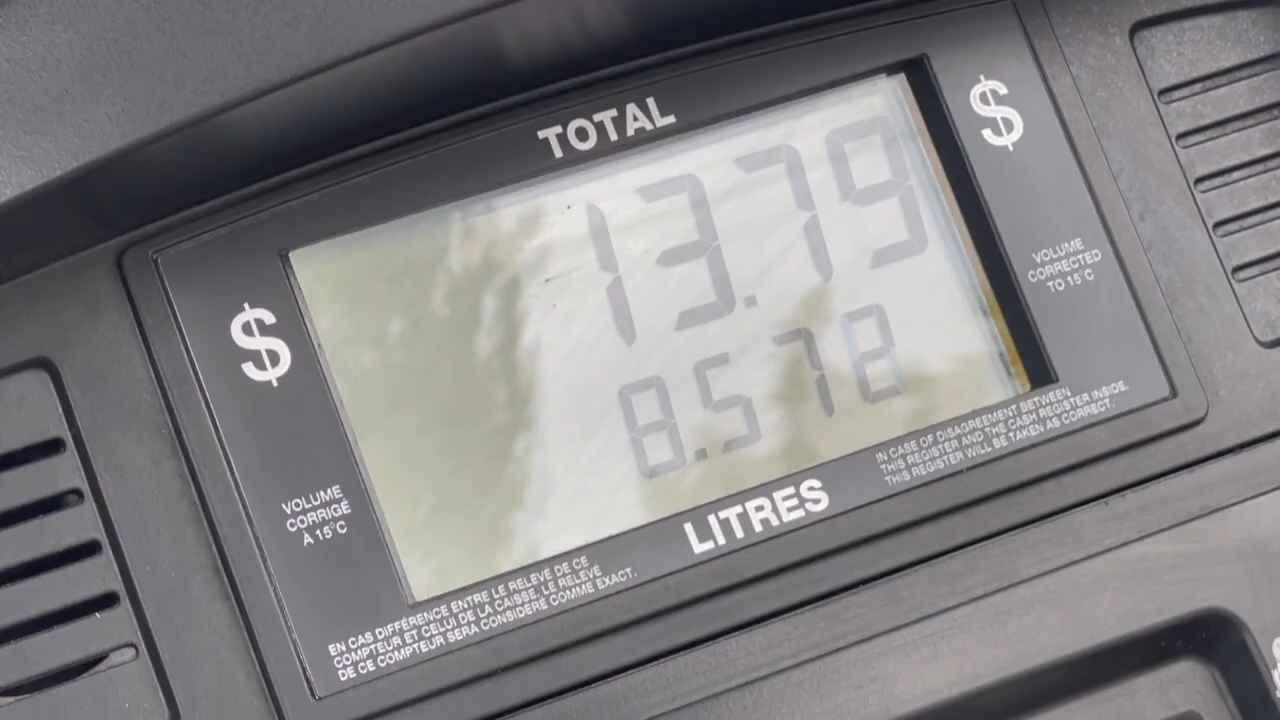 TOTAL
$
13.79
$
8.572
VOLUME
CORRECTED
TO 15°C
VOLUME
CORRIGÉ
À 15°C
LITRES
IN CASE OF DISAGREEMENT BETWEEN
THIS REGISTER AND THE CASH REGISTER INSIDE,
THIS REGISTER WILL BE TAKEN AS CORRECT.
EN CAS DIFFÉRENCE ENTRE LE RELEVÉ DE CE
COMPTEUR ET CELUI DE LA CAISSE, LE RELEVÉ
DE CE COMPTEUR SERA CONSIDÉRÉ COMME EXACT.